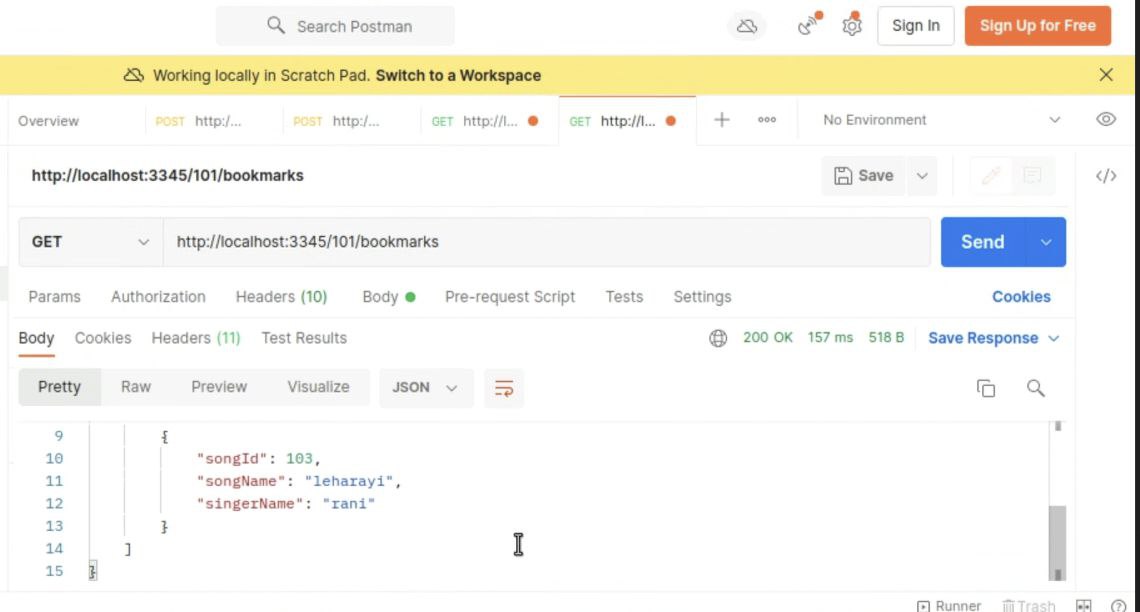 Search Postman
Sign In
Sign Up for Free
Working locally in Scratch Pad. Switch to a Workspace
Overview
POST http:/...
POST http:/...
GET http://l...
GET http://l...
No Environment
http://localhost:3345/101/bookmarks
Save
</>
GET
http://localhost:3345/101/bookmarks
Send
Params Authorization Headers (10) Body Pre-request Script Tests Settings Cookies
Body Cookies Headers (11) Test Results 200 OK 157 ms 518 B Save Response
Pretty Raw Preview Visualize JSON
9 {
10 "songId": 103,
11 "songName": "leharayi",
12 "singerName": "rani"
13 }
14 ]
15 }
Runner Trash